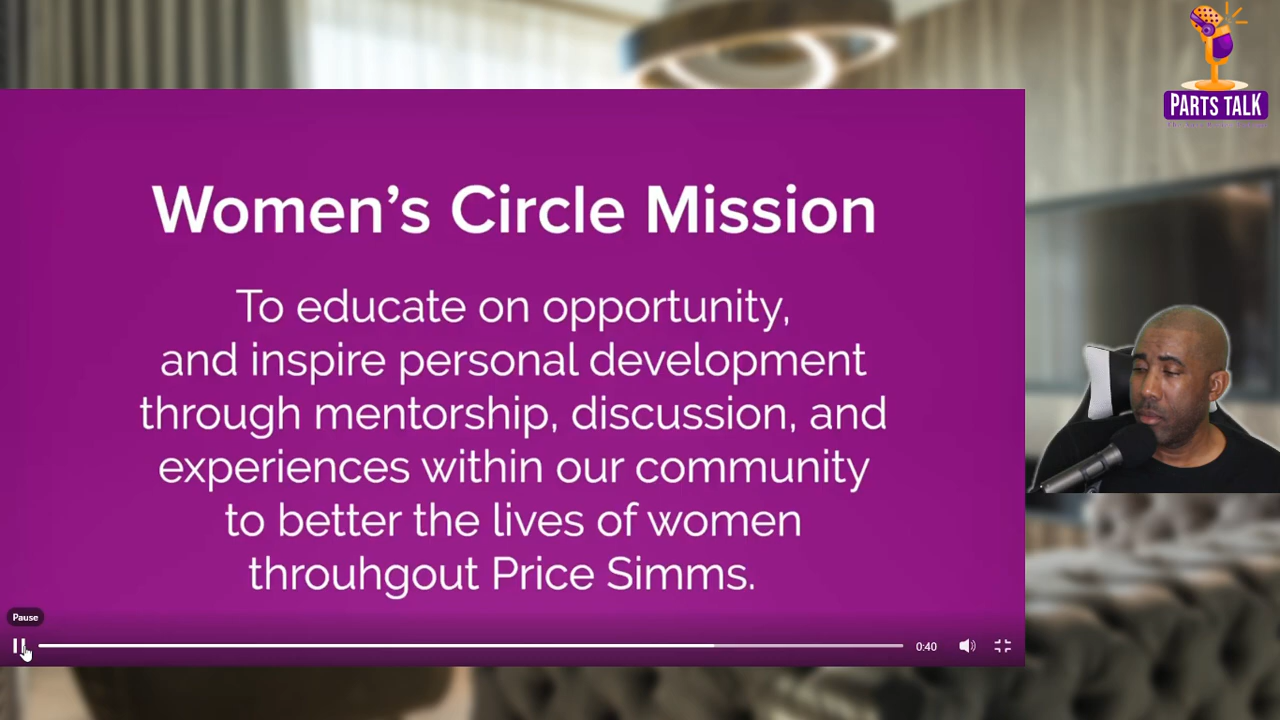 PARTS TALK
Women's Circle Mission
To educate on opportunity,
and inspire personal development
through mentorship, discussion, and
experiences within our community
to better the lives of women
throuhgout Price Simms.
Pause
0:40